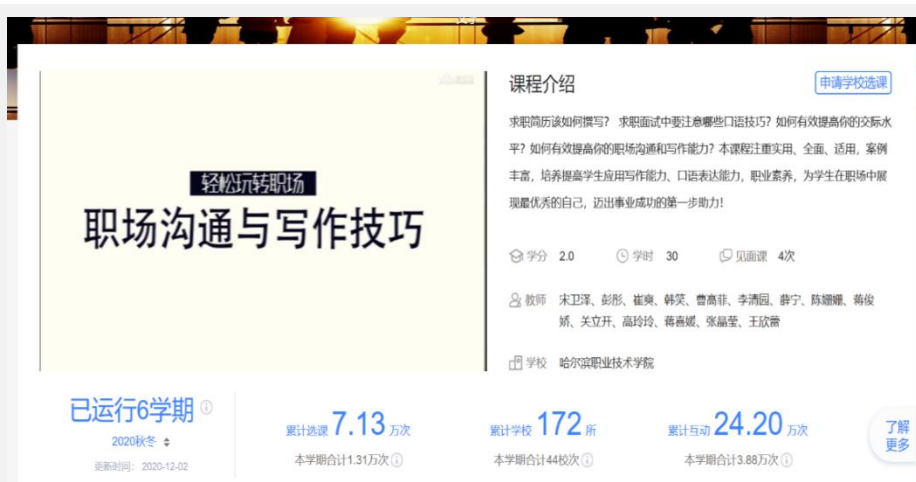 轻松玩转职场
职场沟通与写作技巧
课程介绍
申请学校选课
求职简历该如何撰写? 求职面试中要注意哪些口语技巧? 如何有效提高你的交际水
平? 如何有效提高你的职场沟通和写作能力? 本课程注重实用、全面、适用, 案例
丰富, 培养提高学生应用写作能力、口语表达能力, 职业素养, 为学生在职场中展
现最优秀的自己, 迈出事业成功的第一步助力!
学分 2.0 学时 30 见面课 4次
教师 宋卫泽、彭彤、崔爽、韩笑、曹高菲、李清园、薛宁、陈姗姗、蒋俊
娇、关立开、高玲玲、蒋喜媛、张晶莹、王欣蕾
学校 哈尔滨职业技术学院
已运行6学期
2020秋冬
更新时间: 2020-12-02
累计选课 7.13 万次
本学期合计1.31万次
累计学校 172 所
本学期合计44校次
累计互动 24.20 万次
本学期合计3.88万次
了解
更多